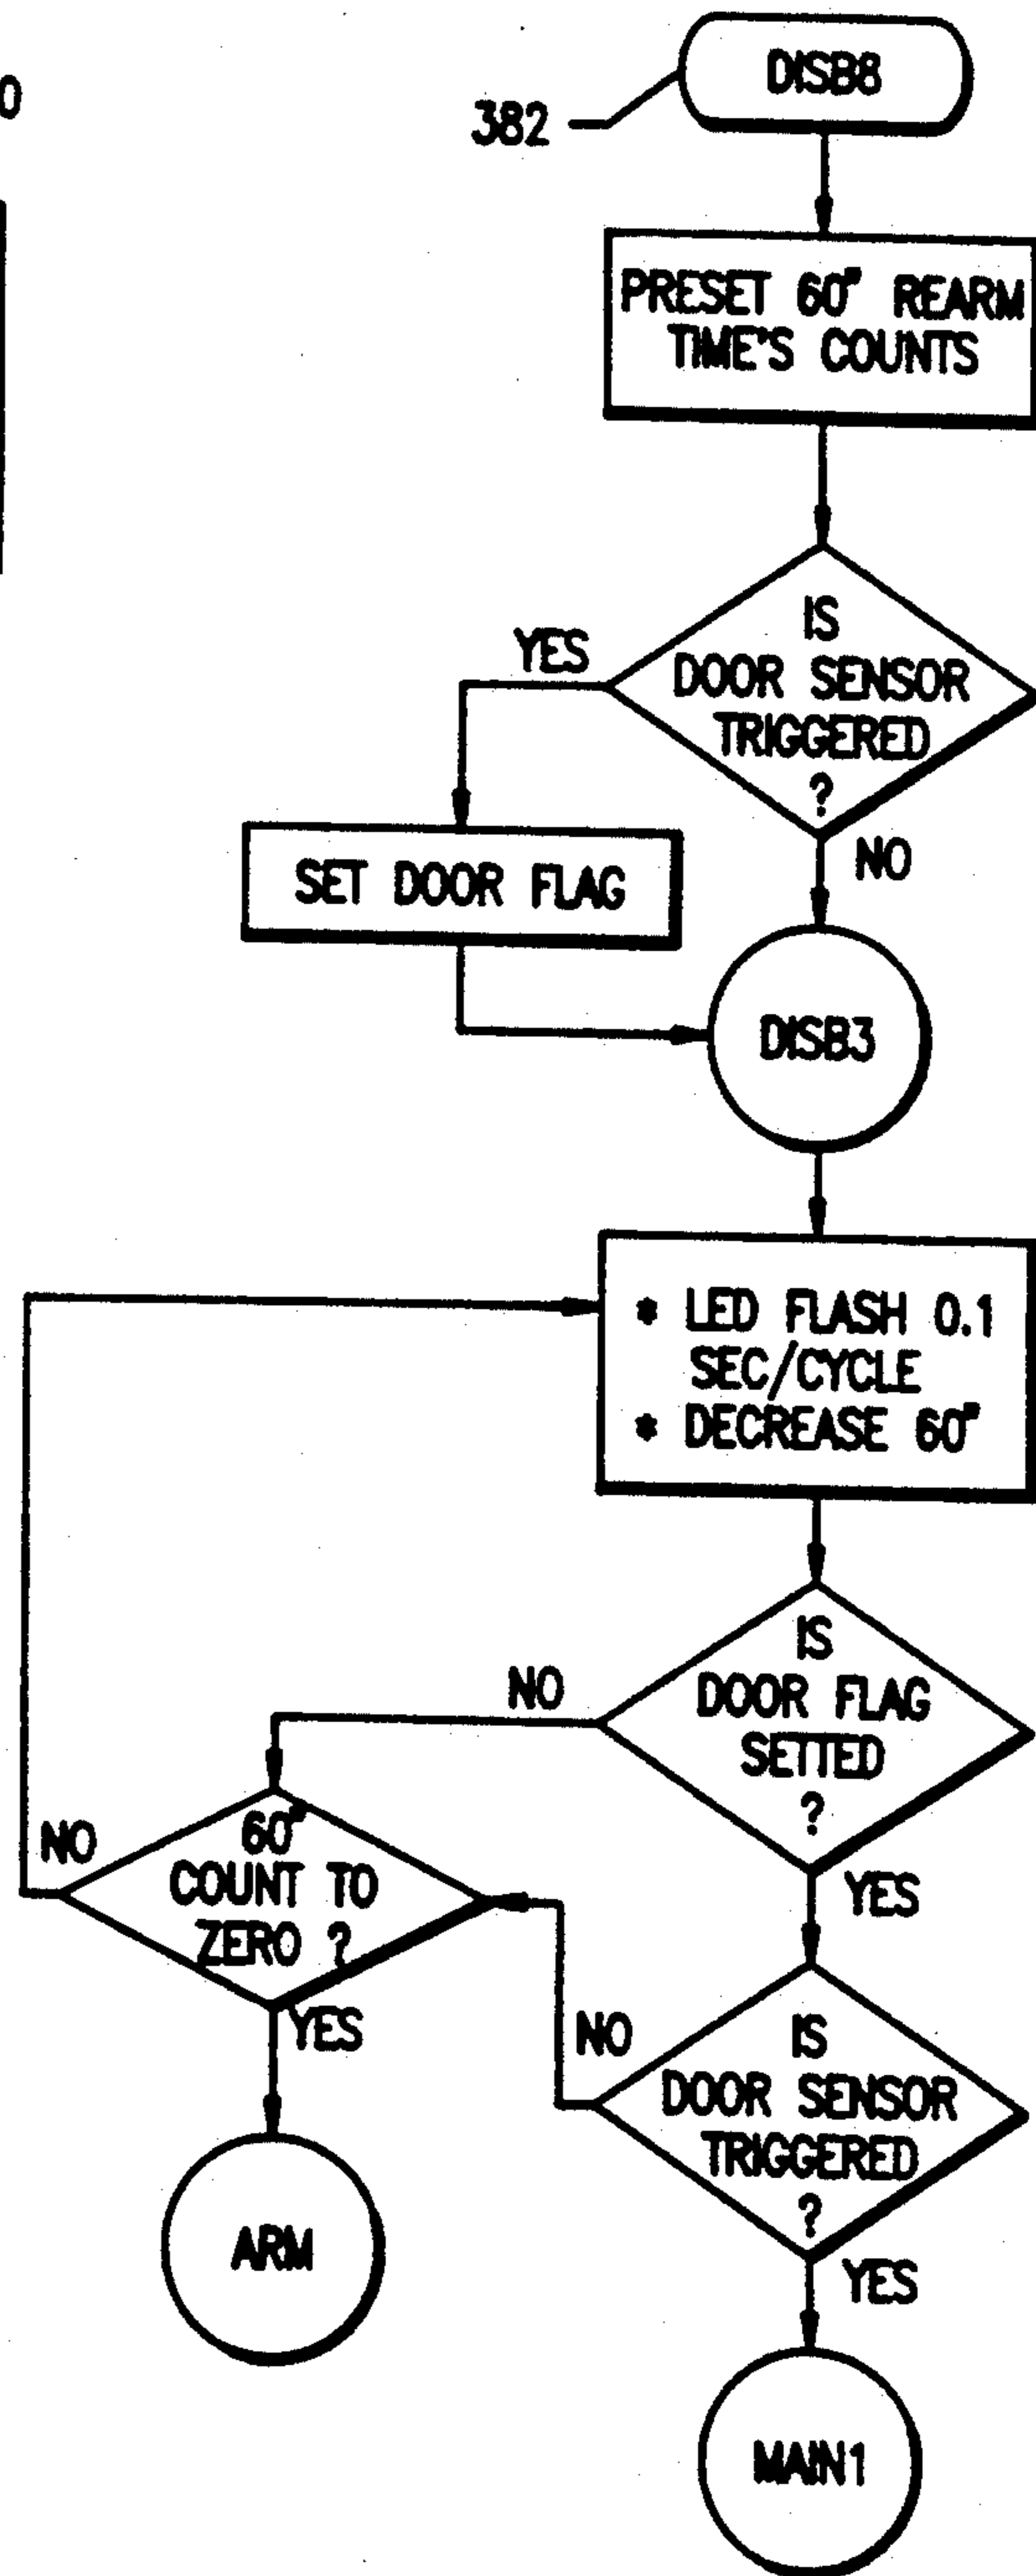 0
DISB8
382
PRESET 60" REARM
TIME'S COUNTS
IS
DOOR SENSOR
TRIGGERED
?
YES
NO
SET DOOR FLAG
DISB3
* LED FLASH 0.1
SEC/CYCLE
* DECREASE 60"
IS
DOOR FLAG
SETTED
?
NO
YES
60"
COUNT TO
ZERO ?
NO
YES
IS
DOOR SENSOR
TRIGGERED
?
NO
YES
ARM
MAIN1